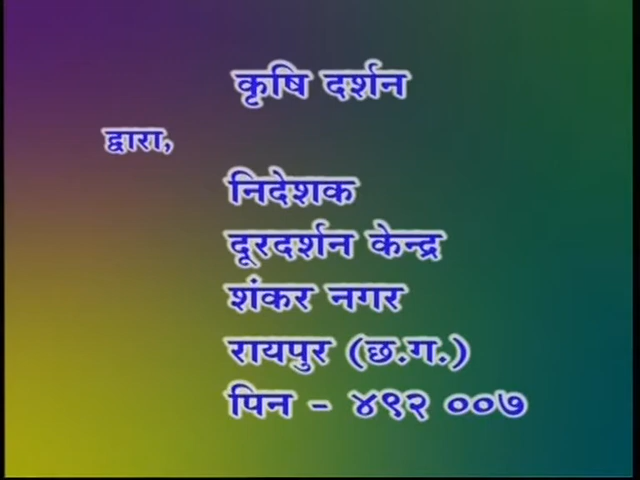 कृषि दर्शन
द्वारा,
निदेशक
दूरदर्शन केन्द्र
शंकर नगर
रायपुर (छ.ग.)
पिन - ४९२ ००७